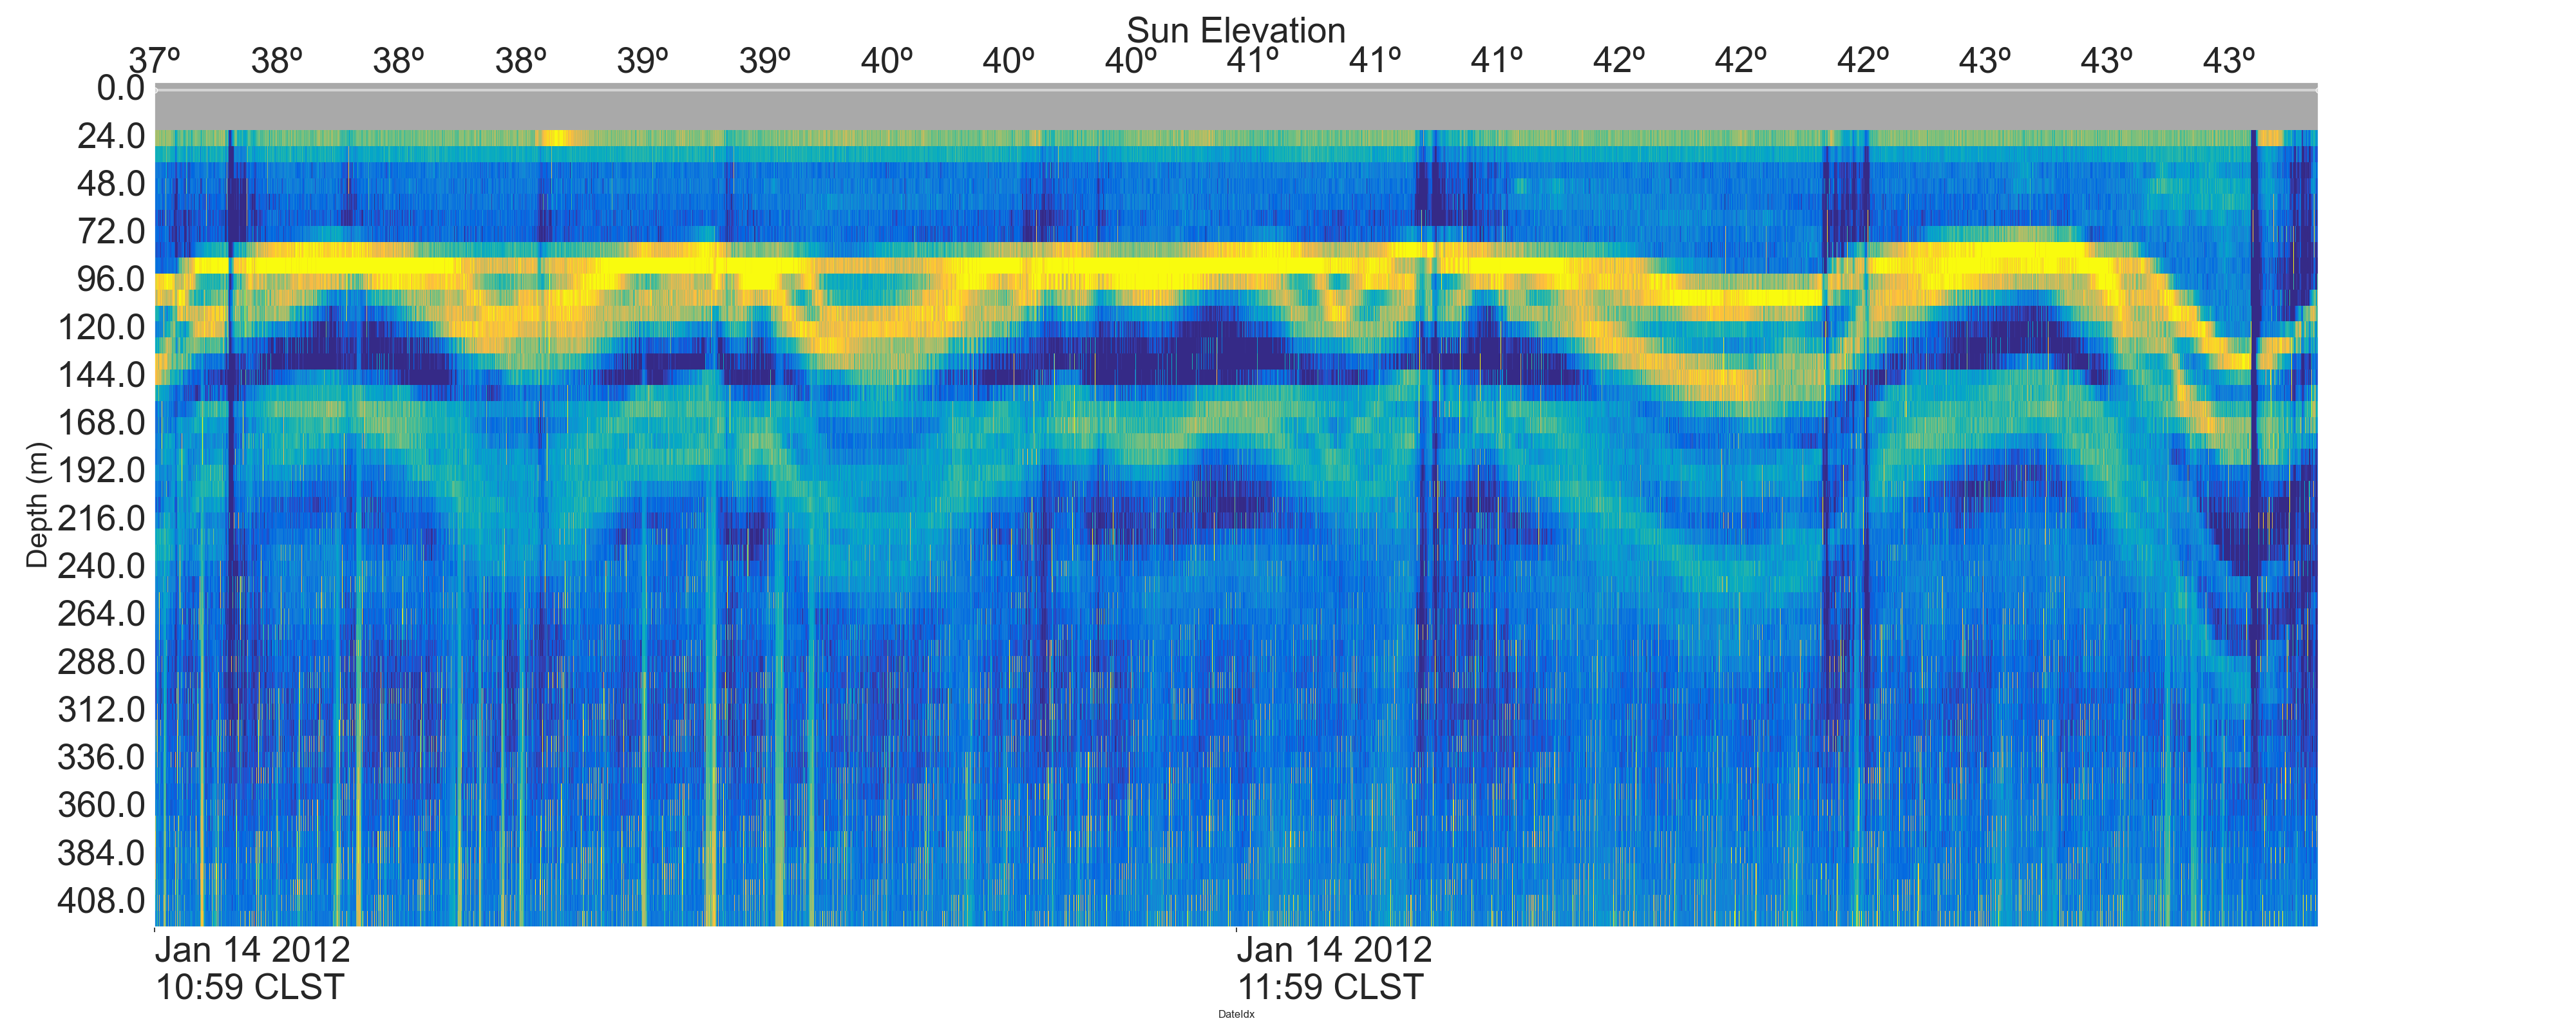 Sun Elevation
37º 38º 38º 38º 39º 39º 40º 40º 40º 41º 41º 41º 42º 42º 42º 43º 43º 43º
0.0
24.0
48.0
72.0
96.0
120.0
144.0
168.0
192.0
216.0
240.0
264.0
288.0
312.0
336.0
360.0
384.0
408.0
Depth (m)
Jan 14 2012
10:59 CLST
Jan 14 2012
11:59 CLST
DateIdx